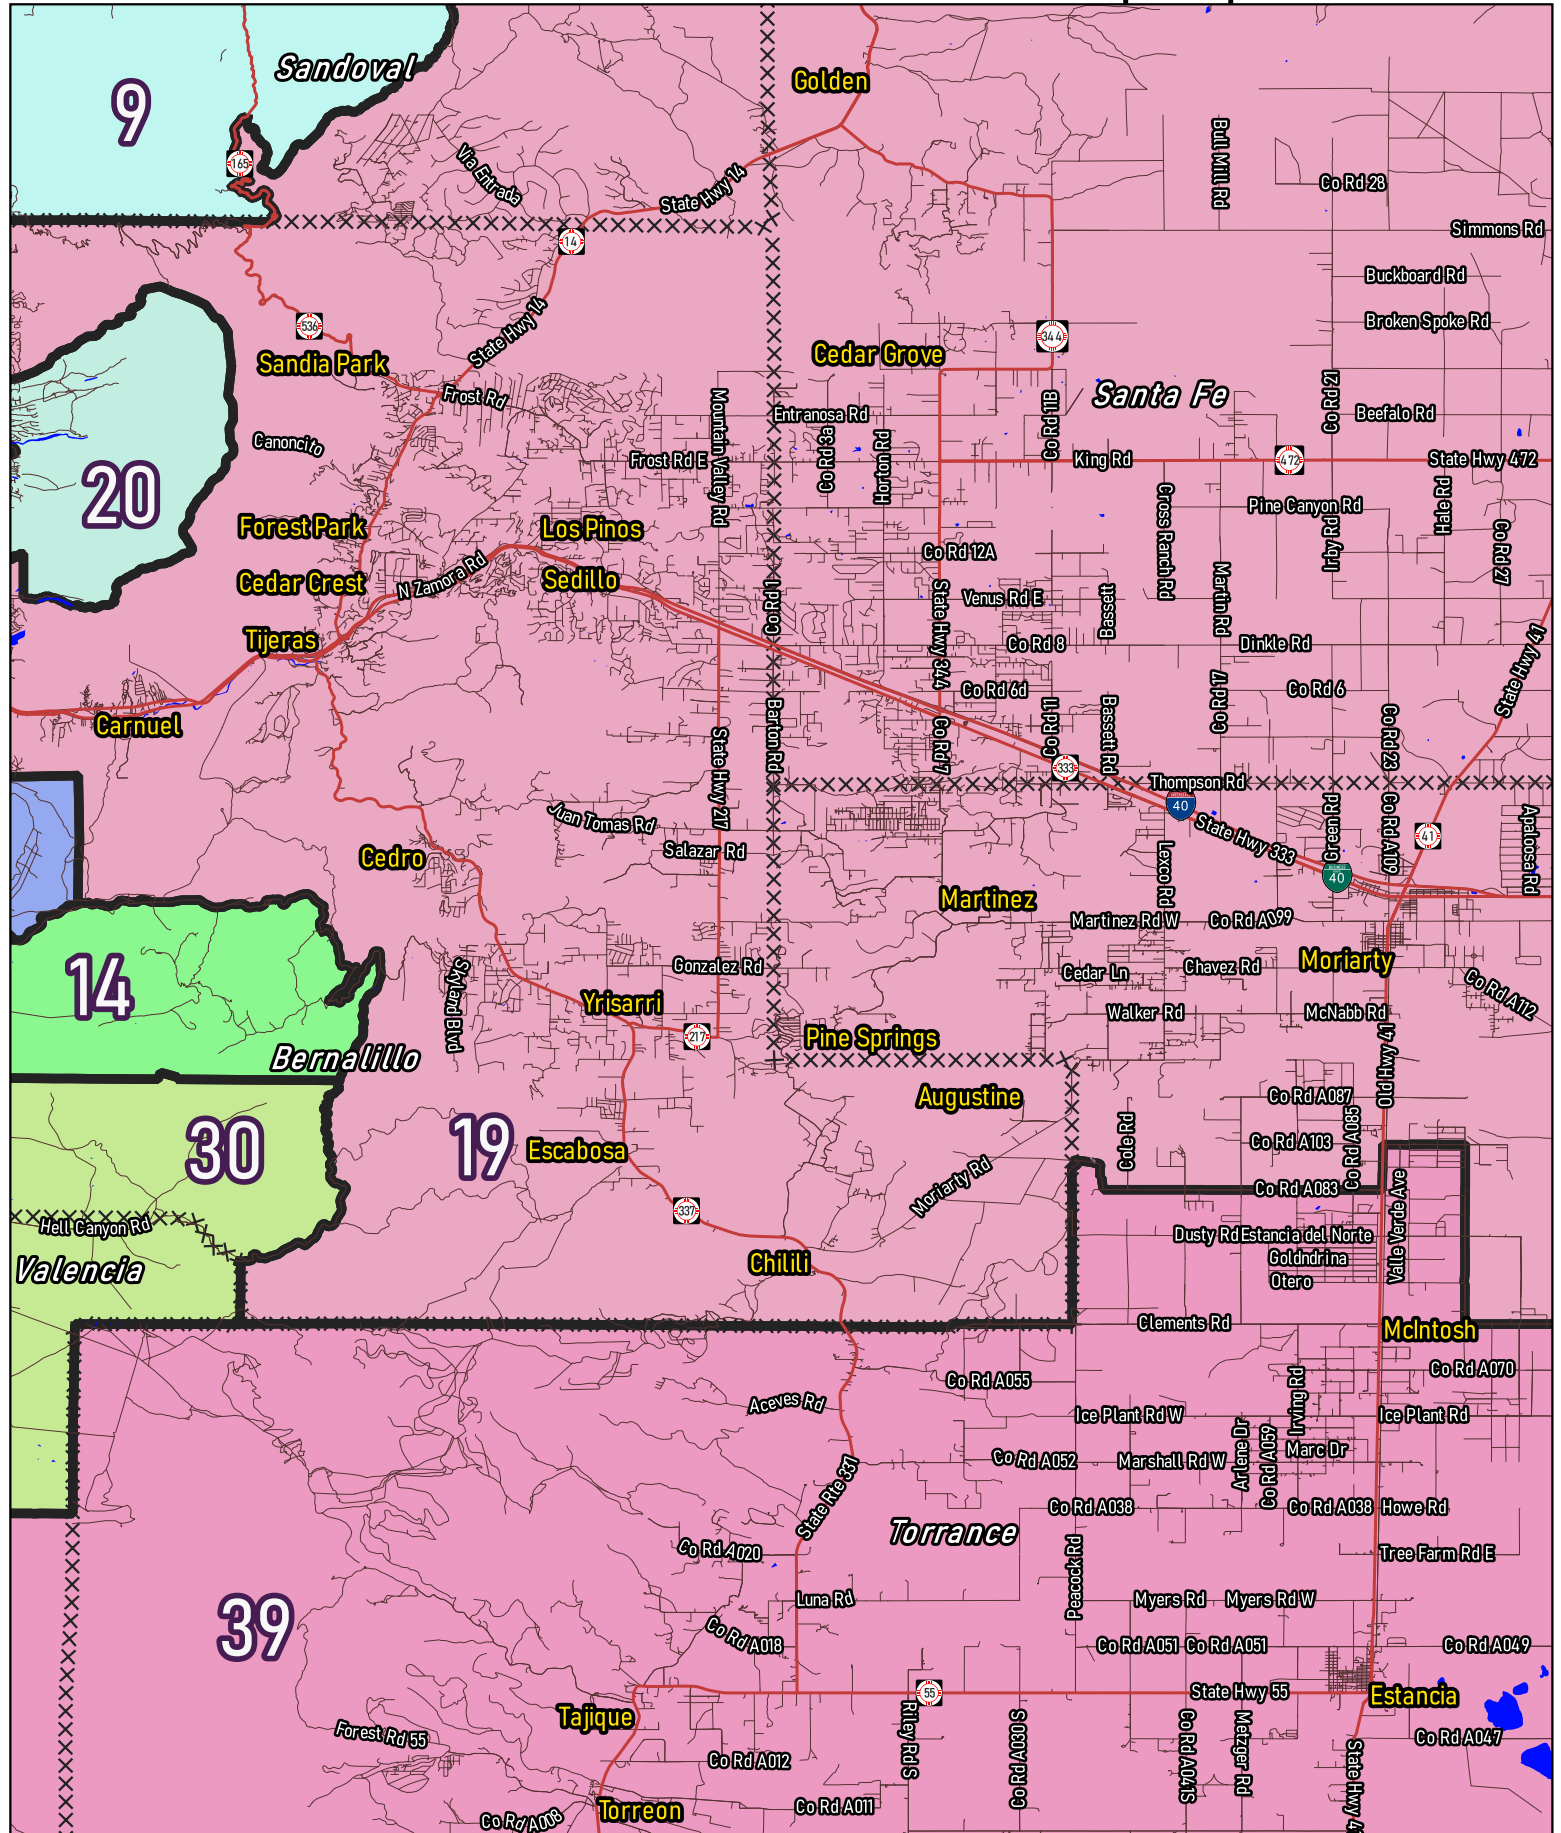 Sandoval
Golden
9
165
Via Entrada
State Hwy 14
Bull Mill Rd
Co Rd 28
14
Simmons Rd
Buckboard Rd
536
State Hwy 14
Broken Spoke Rd
344
Sandia Park
Cedar Grove
Santa Fe
Frost Rd
Entranosa Rd
Co Rd 21
Beefalo Rd
Canoncito
Mountain Valley Rd
Co Rd 3a
Horton Rd
Co Rd 11B
Frost Rd E
King Rd
472
State Hwy 472
20
Pine Canyon Rd
Hale Rd
Forest Park
Los Pinos
Cross Ranch Rd
Irby Rd
Co Rd 27
Co Rd 12A
Cedar Crest
N Zamora Rd
Sedillo
Co Rd 1
Venus Rd E
Bassett
Martin Rd
Tijeras
State Hwy 344
Co Rd 8
Dinkle Rd
State Hwy 41
Co Rd 6d
Co Rd 17
Co Rd 6
Carnuel
Barton Rd
Co Rd 7
Co Rd 11
Bassett Rd
Co Rd 23
State Hwy 217
333
Thompson Rd
40
Juan Tomas Rd
State Hwy 333
Green Rd
Co Rd A109
41
Apaloosa Rd
Cedro
Salazar Rd
Lexco Rd
40
Martinez
Martinez Rd W
Co Rd A099
14
Skyland Blvd
Gonzalez Rd
Cedar Ln
Chavez Rd
Moriarty
Co Rd A112
Yrisarri
Walker Rd
McNabb Rd
217
Pine Springs
Bernalillo
Old Hwy 41
Augustine
Co Rd A087
30
19
Escabosa
Cole Rd
Co Rd A103
Co Rd A085
Moriarty Rd
Co Rd A083
337
Hell Canyon Rd
Dusty Rd
Estancia del Norte
Valle Verde Ave
Valencia
Chilili
Goldndrina
Otero
Clements Rd
McIntosh
Co Rd A055
Co Rd A070
Aceves Rd
Ice Plant Rd W
Irving Rd
Ice Plant Rd
State Rte 331
Co Rd A052
Marshall Rd W
Arlene Dr
Co Rd A059
Marc Dr
Co Rd A038
Co Rd A038
Howe Rd
Torrance
Co Rd A020
Peacock Rd
Tree Farm Rd E
39
Luna Rd
Myers Rd
Myers Rd W
Co Rd A018
Co Rd A051
Co Rd A051
Co Rd A049
55
State Hwy 55
Estancia
Tajique
Forest Rd 55
Riley Rd S
S 030A Rd Co
Co Rd A041S
Metzger Rd
Co Rd A047
Co Rd A012
State Hwy 4
Torreon
Co Rd A011
Co Rd A008